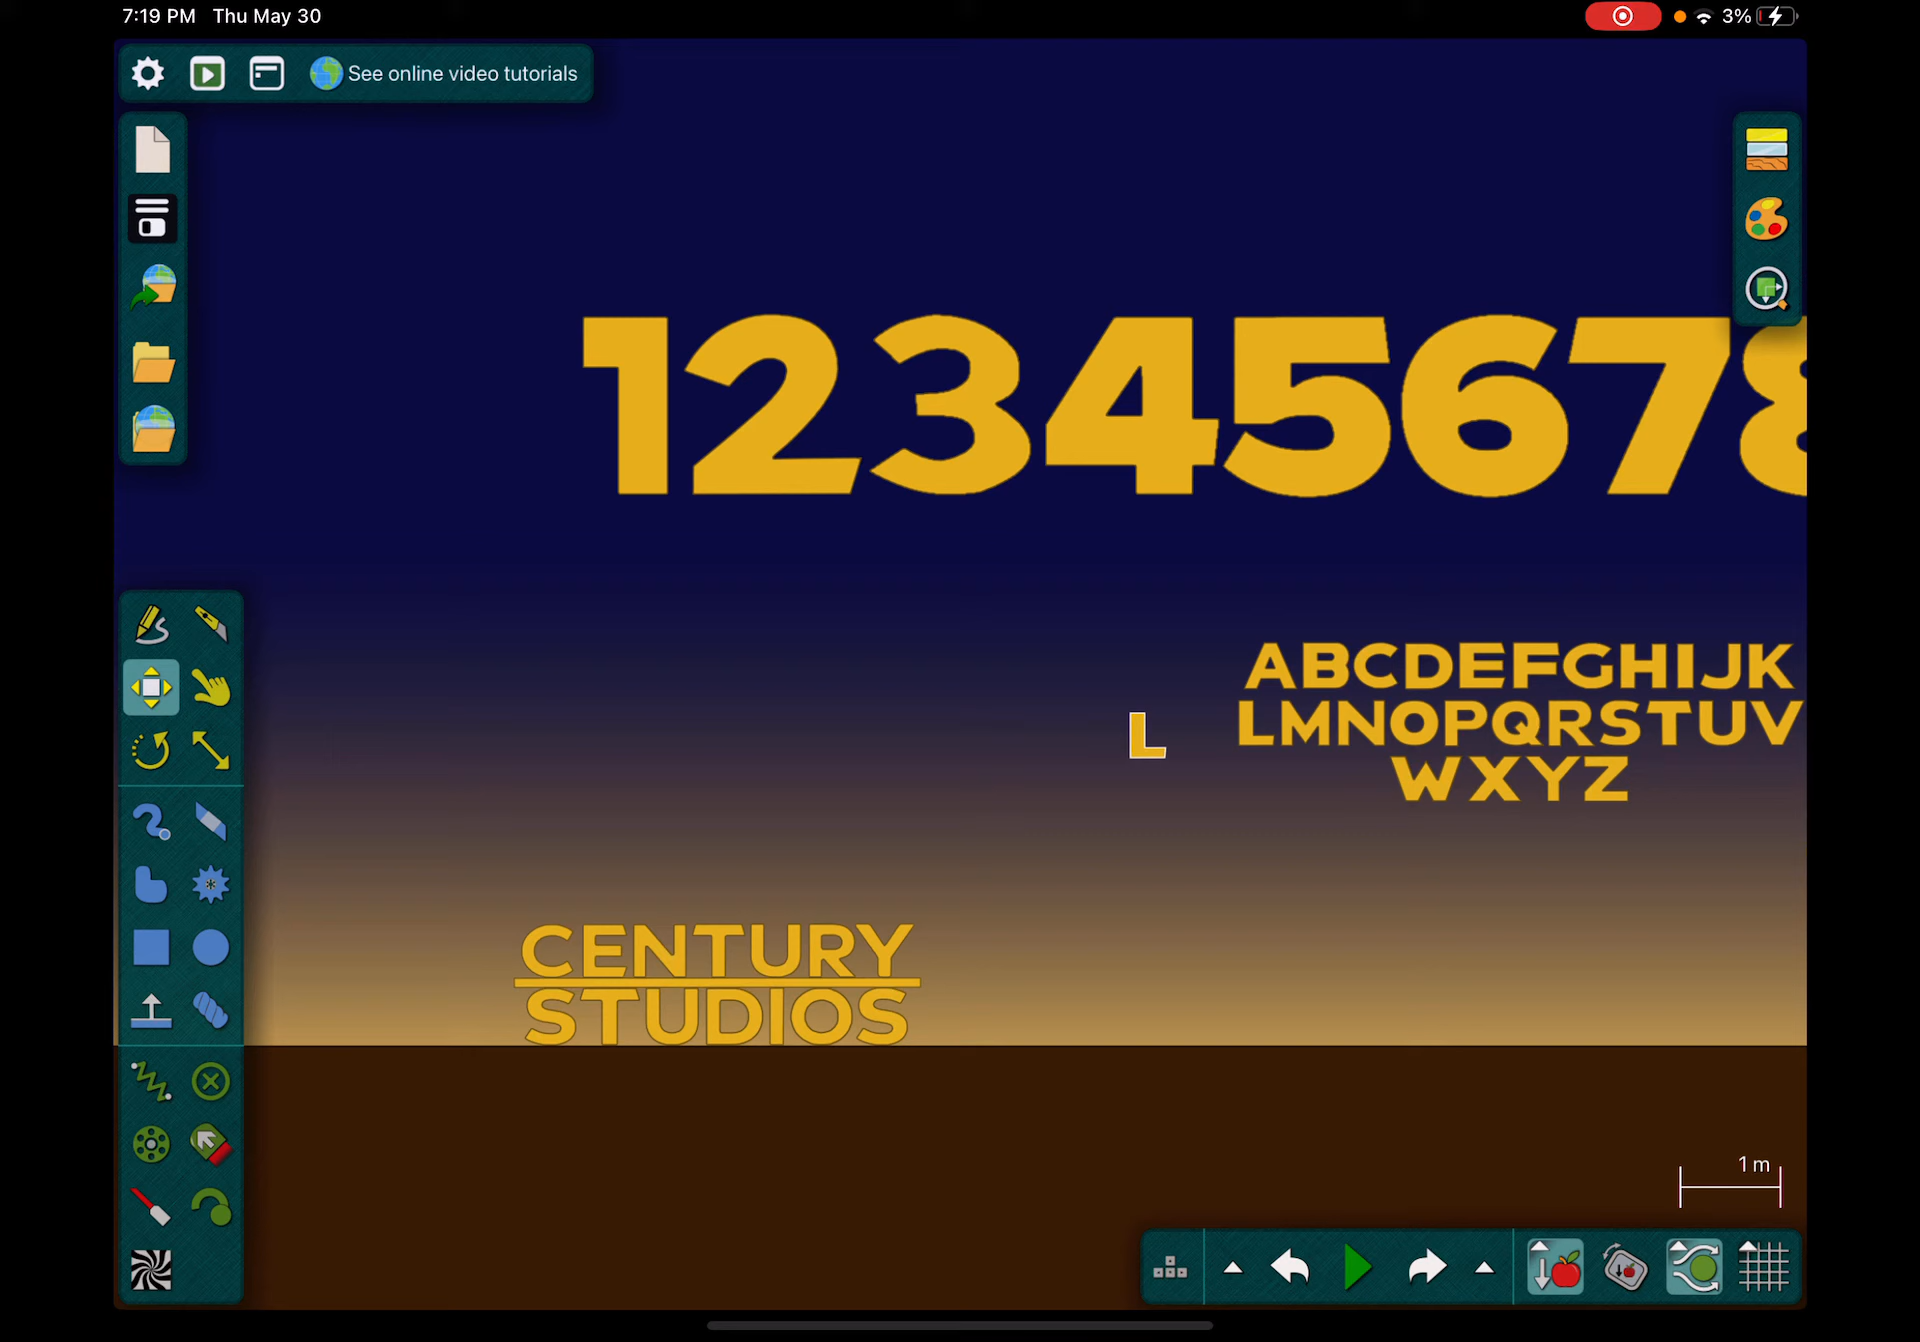 7:19 PM Thu May 30
3%
See online video tutorials
12345678
ABCDEFGHIJK
L
LMNOPQRSTUV
WXYZ
CENTURY
STUDIOS
1 m